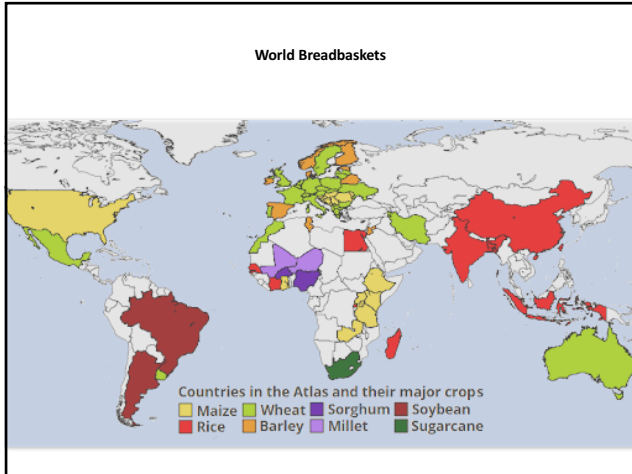 World Breadbaskets
Countries in the Atlas and their major crops
Maize Wheat Sorghum Soybean
Rice Barley Millet Sugarcane